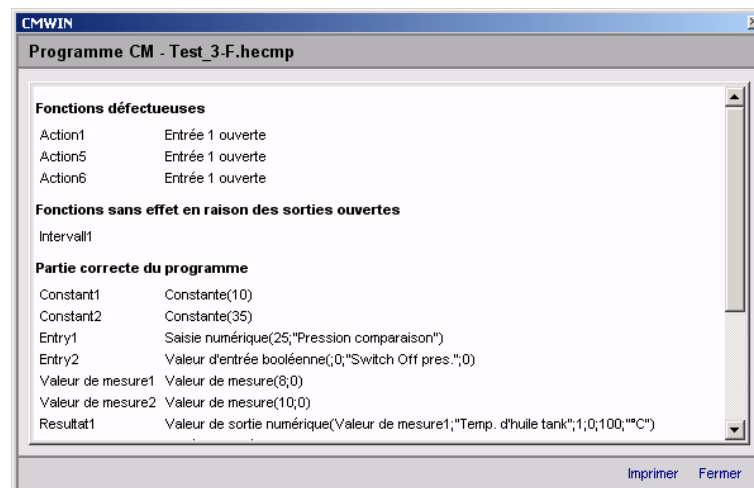 CMWIN
Programme CM - Test_3-F.hecmp
Fonctions défectueuses
Action1 Entrée 1 ouverte
Action5 Entrée 1 ouverte
Action6 Entrée 1 ouverte
Fonctions sans effet en raison des sorties ouvertes
Intervall1
Partie correcte du programme
Constant1 Constante(10)
Constant2 Constante(35)
Entry1 Saisie numérique(25;"Pression comparaison")
Entry2 Valeur d'entrée booléenne(;0;"Switch Off pres.";0)
Valeur de mesure1 Valeur de mesure(8;0)
Valeur de mesure2 Valeur de mesure(10;0)
Resultat1 Valeur de sortie numérique(Valeur de mesure1;"Temp. d'huile tank";1;0;100;"°C")
Imprimer Fermer